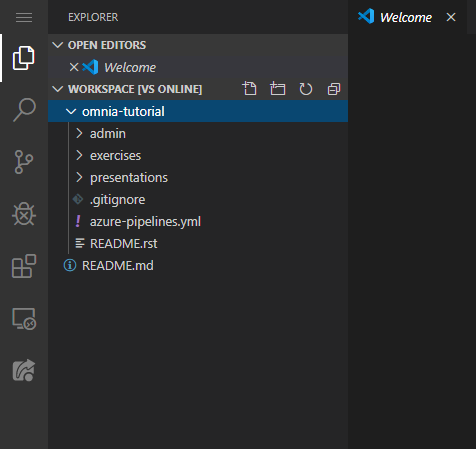 EXPLORER
Welcome
OPEN EDITORS
Welcome
WORKSPACE [VS ONLINE]
omnia-tutorial
admin
exercises
presentations
.gitignore
azure-pipelines.yml
README.rst
README.md